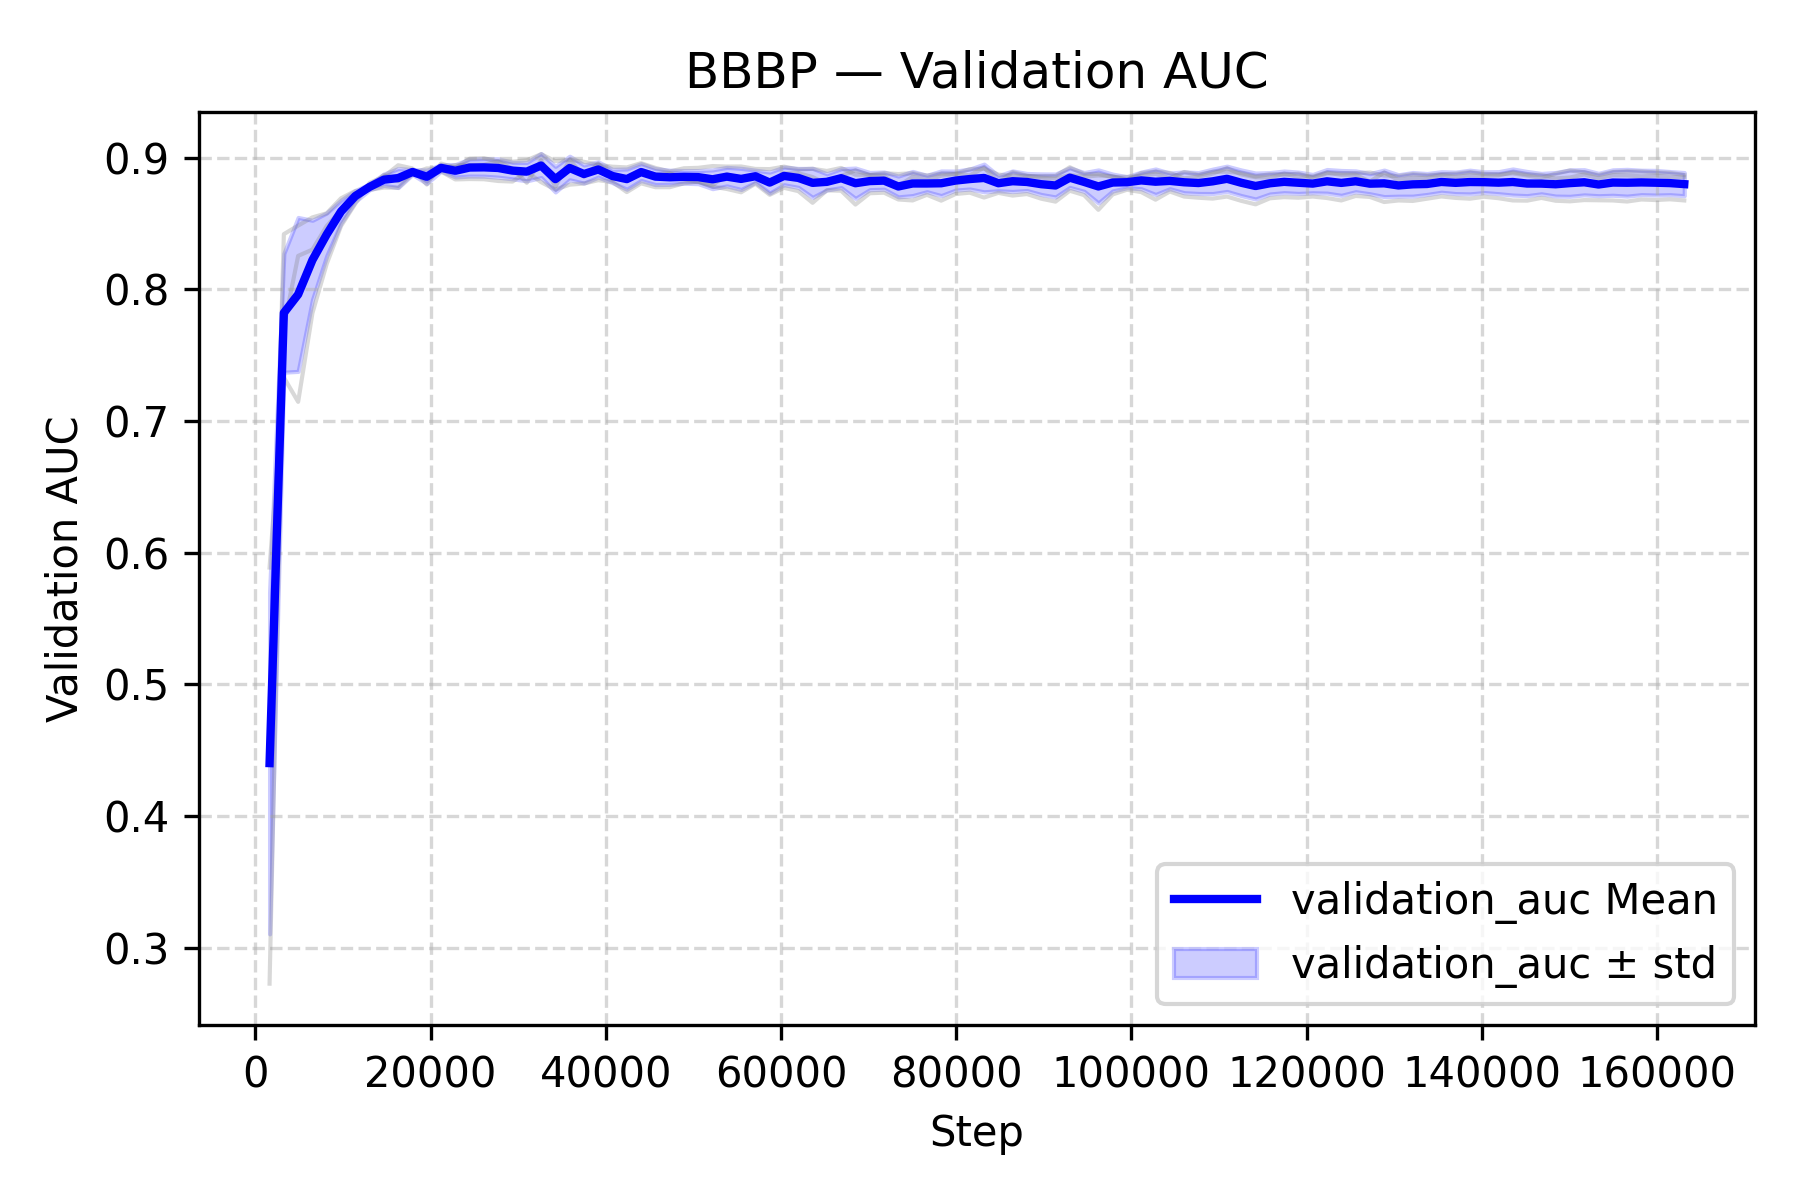 BBBP — Validation AUC
Validation AUC
0.9
0.8
0.7
0.6
0.5
0.4
0.3
0 20000 40000 60000 80000 100000 120000 140000 160000
Step
validation_auc Mean
validation_auc ± std